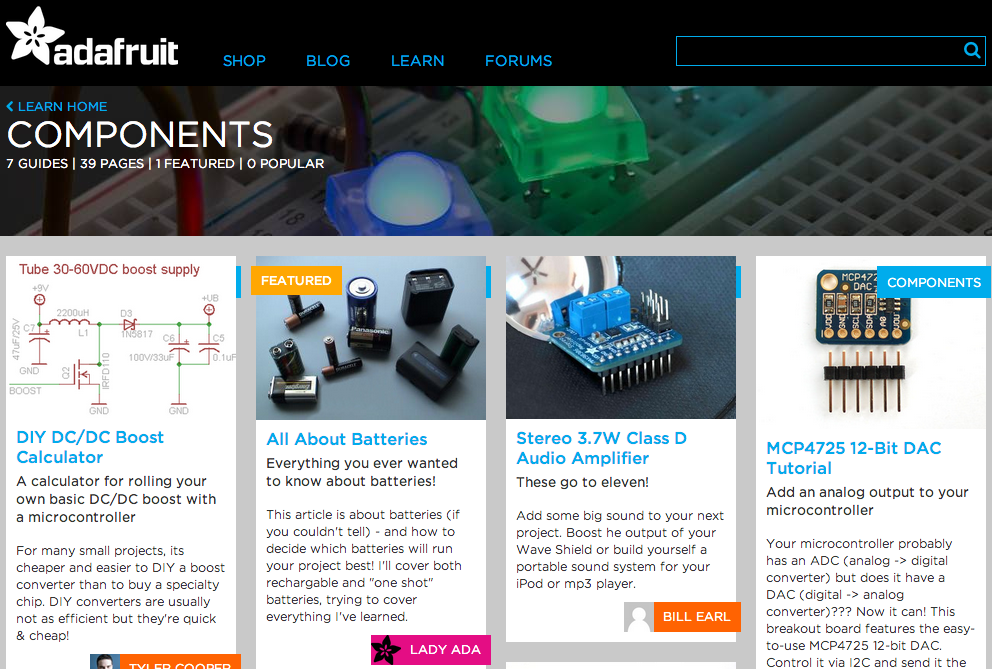 adafruit
SHOP BLOG LEARN FORUMS
LEARN HOME
COMPONENTS
7 GUIDES | 39 PAGES | 1 FEATURED | 0 POPULAR
Tube 30-60VDC boost supply
+9V
+UB
2200uH
D3
L1
1N5817
C7
C6
C5
47uF/25V
100V/33uF
0.1uF
GND
Q2
IRFD110
BOOST
GND
GND
DIY DC/DC Boost
Calculator
A calculator for rolling your
own basic DC/DC boost with
a microcontroller
For many small projects, its
cheaper and easier to DIY a boost
converter than to buy a specialty
chip. DIY converters are usually
not as efficient but they're quick
& cheap!
TYLER COOPER
FEATURED
Panasonic
All About Batteries
Everything you ever wanted
to know about batteries!
This article is about batteries (if
you couldn't tell) - and how to
decide which batteries will run
your project best! I'll cover both
rechargable and "one shot"
batteries, trying to cover
everything I've learned.
LADY ADA
Stereo 3.7W Class D
Audio Amplifier
These go to eleven!
Add some big sound to your next
project. Boost he output of your
Wave Shield or build yourself a
portable sound system for your
iPod or mp3 player.
BILL EARL
COMPONENTS
MCP472
DAC
VCC
GND
SCL
SDA
A0
VOU
MCP4725 12-Bit DAC
Tutorial
Add an analog output to your
microcontroller
Your microcontroller probably
has an ADC (analog -> digital
converter) but does it have a
DAC (digital -> analog
converter)??? Now it can! This
breakout board features the easy-
to-use MCP4725 12-bit DAC.
Control it via I2C and send it the